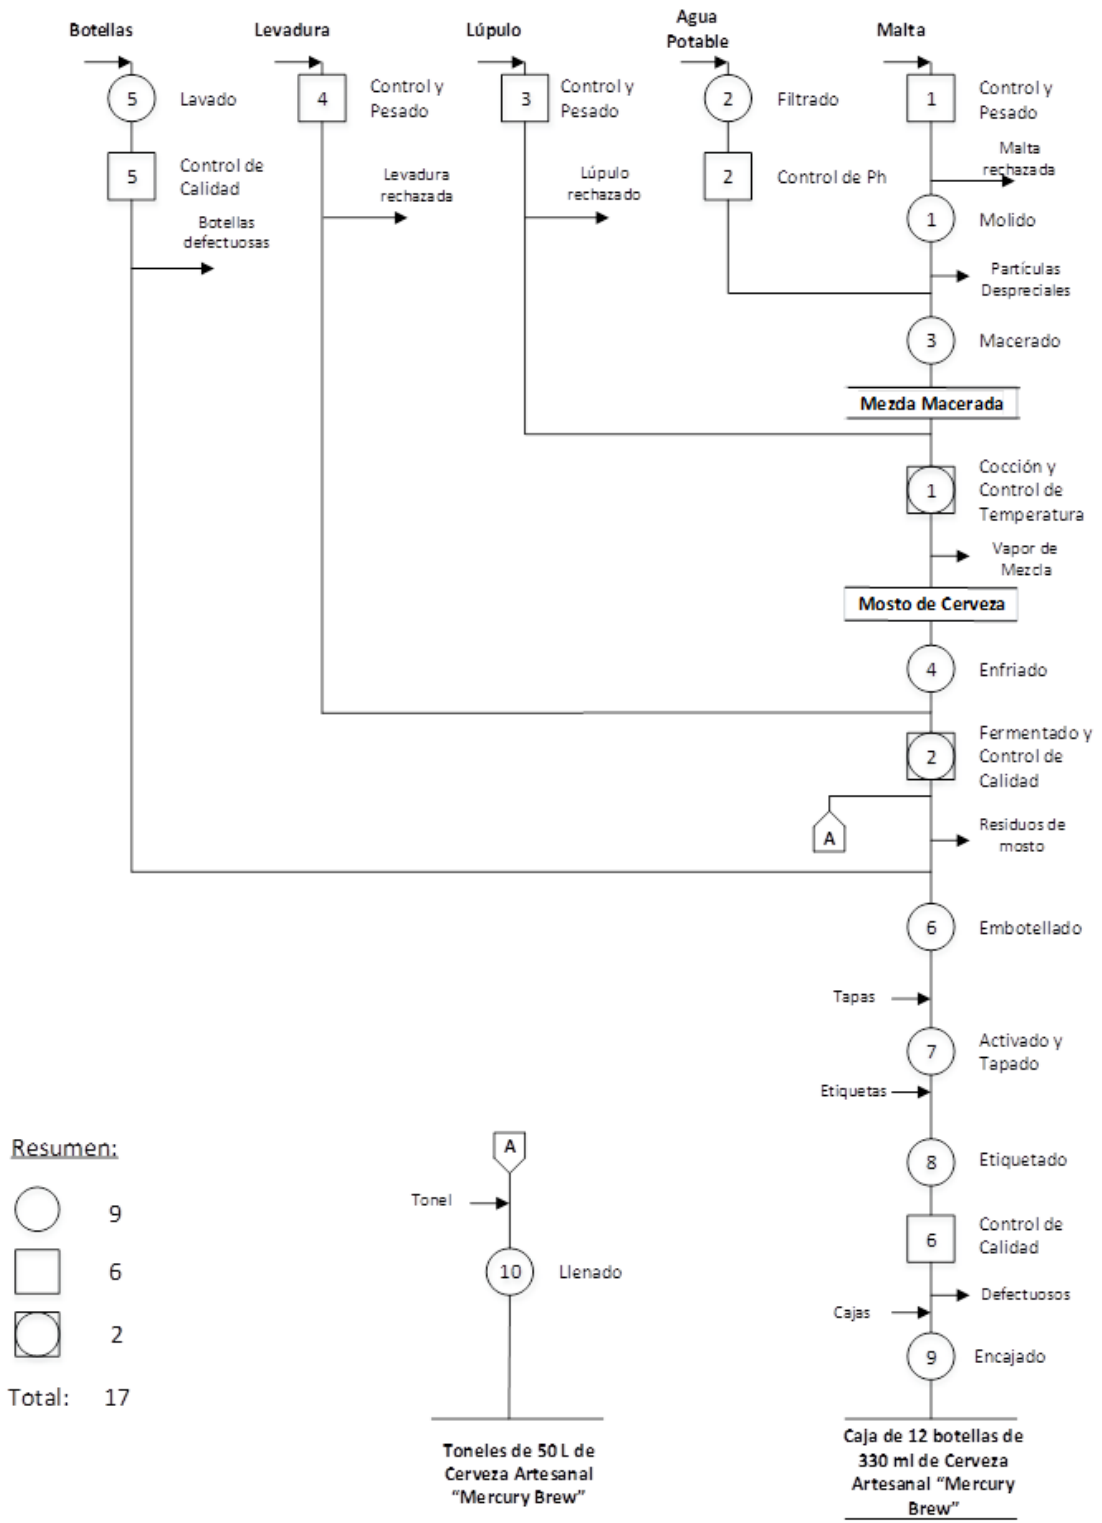 Botellas
Levadura
Lúpulo
Agua
Potable
Malta
5
Lavado
4
Control y
Pesado
3
Control y
Pesado
2
Filtrado
1
Control y
Pesado
5
Control de
Calidad
Levadura
rechazada
Lúpulo
rechazado
2
Control de Ph
Malta
rechazada
Botellas
defectuosas
1
Molido
Partículas
Despreciales
3
Macerado
Mezda Macerada
1
Cocción y
Control de
Temperatura
Vapor de
Mezcla
Mosto de Cerveza
4
Enfriado
2
Fermentado y
Control de
Calidad
A
Residuos de
mosto
6
Embotellado
Tapas
7
Activado y
Tapado
Etiquetas
8
Etiquetado
6
Control de
Calidad
Defectuosos
Cajas
9
Encajado
Caja de 12 botellas de
330 ml de Cerveza
Artesanal “Mercury
Brew”
A
Tonel
10
Llenado
Toneles de 50 L de
Cerveza Artesanal
“Mercury Brew”
Resumen:
9
6
2
Total: 17